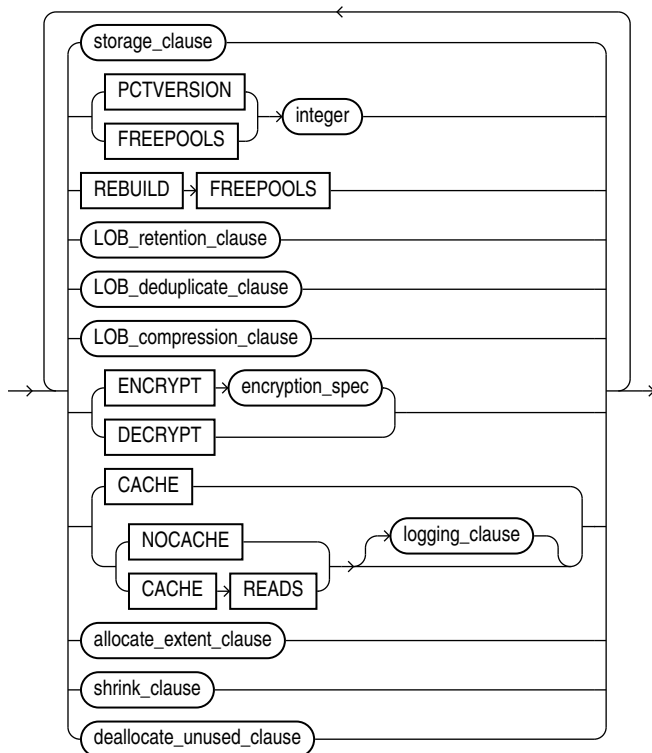 storage_clause
PCTVERSION
FREEPOOLS
integer
REBUILD FREEPOOLS
LOB_retention_clause
LOB_deduplicate_clause
LOB_compression_clause
ENCRYPT encryption_spec
DECRYPT
CACHE
NOCACHE
CACHE READS
logging_clause
allocate_extent_clause
shrink_clause
deallocate_unused_clause